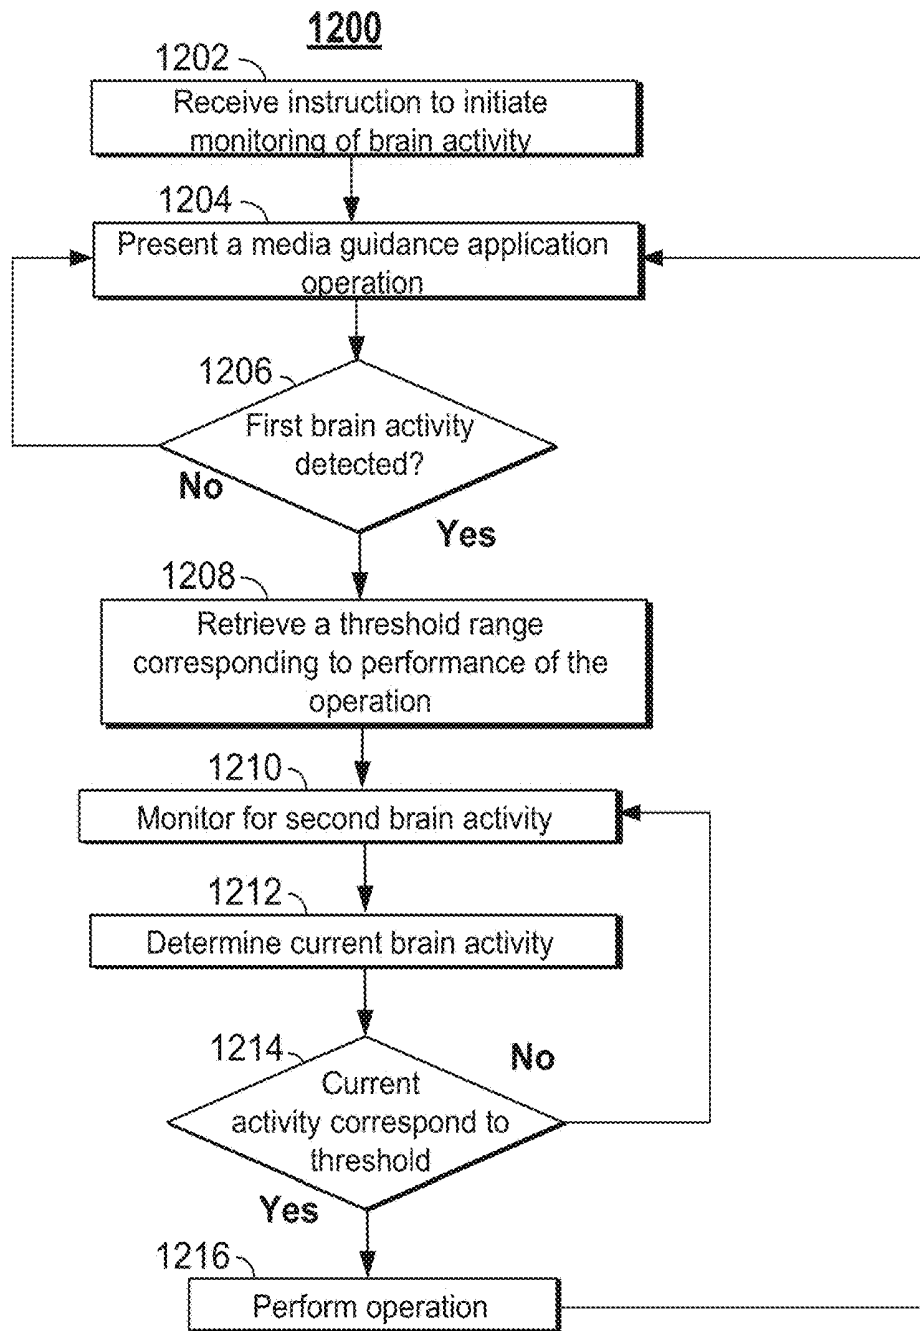 1200
1202
Receive instruction to initiate
monitoring of brain activity
1204
Present a media guidance application
operation
1206
First brain activity
detected?
No
Yes
1208
Retrieve a threshold range
corresponding to performance of the
operation
1210
Monitor for second brain activity
1212
Determine current brain activity
1214
No
Current
activity correspond to
threshold
Yes
1216
Perform operation